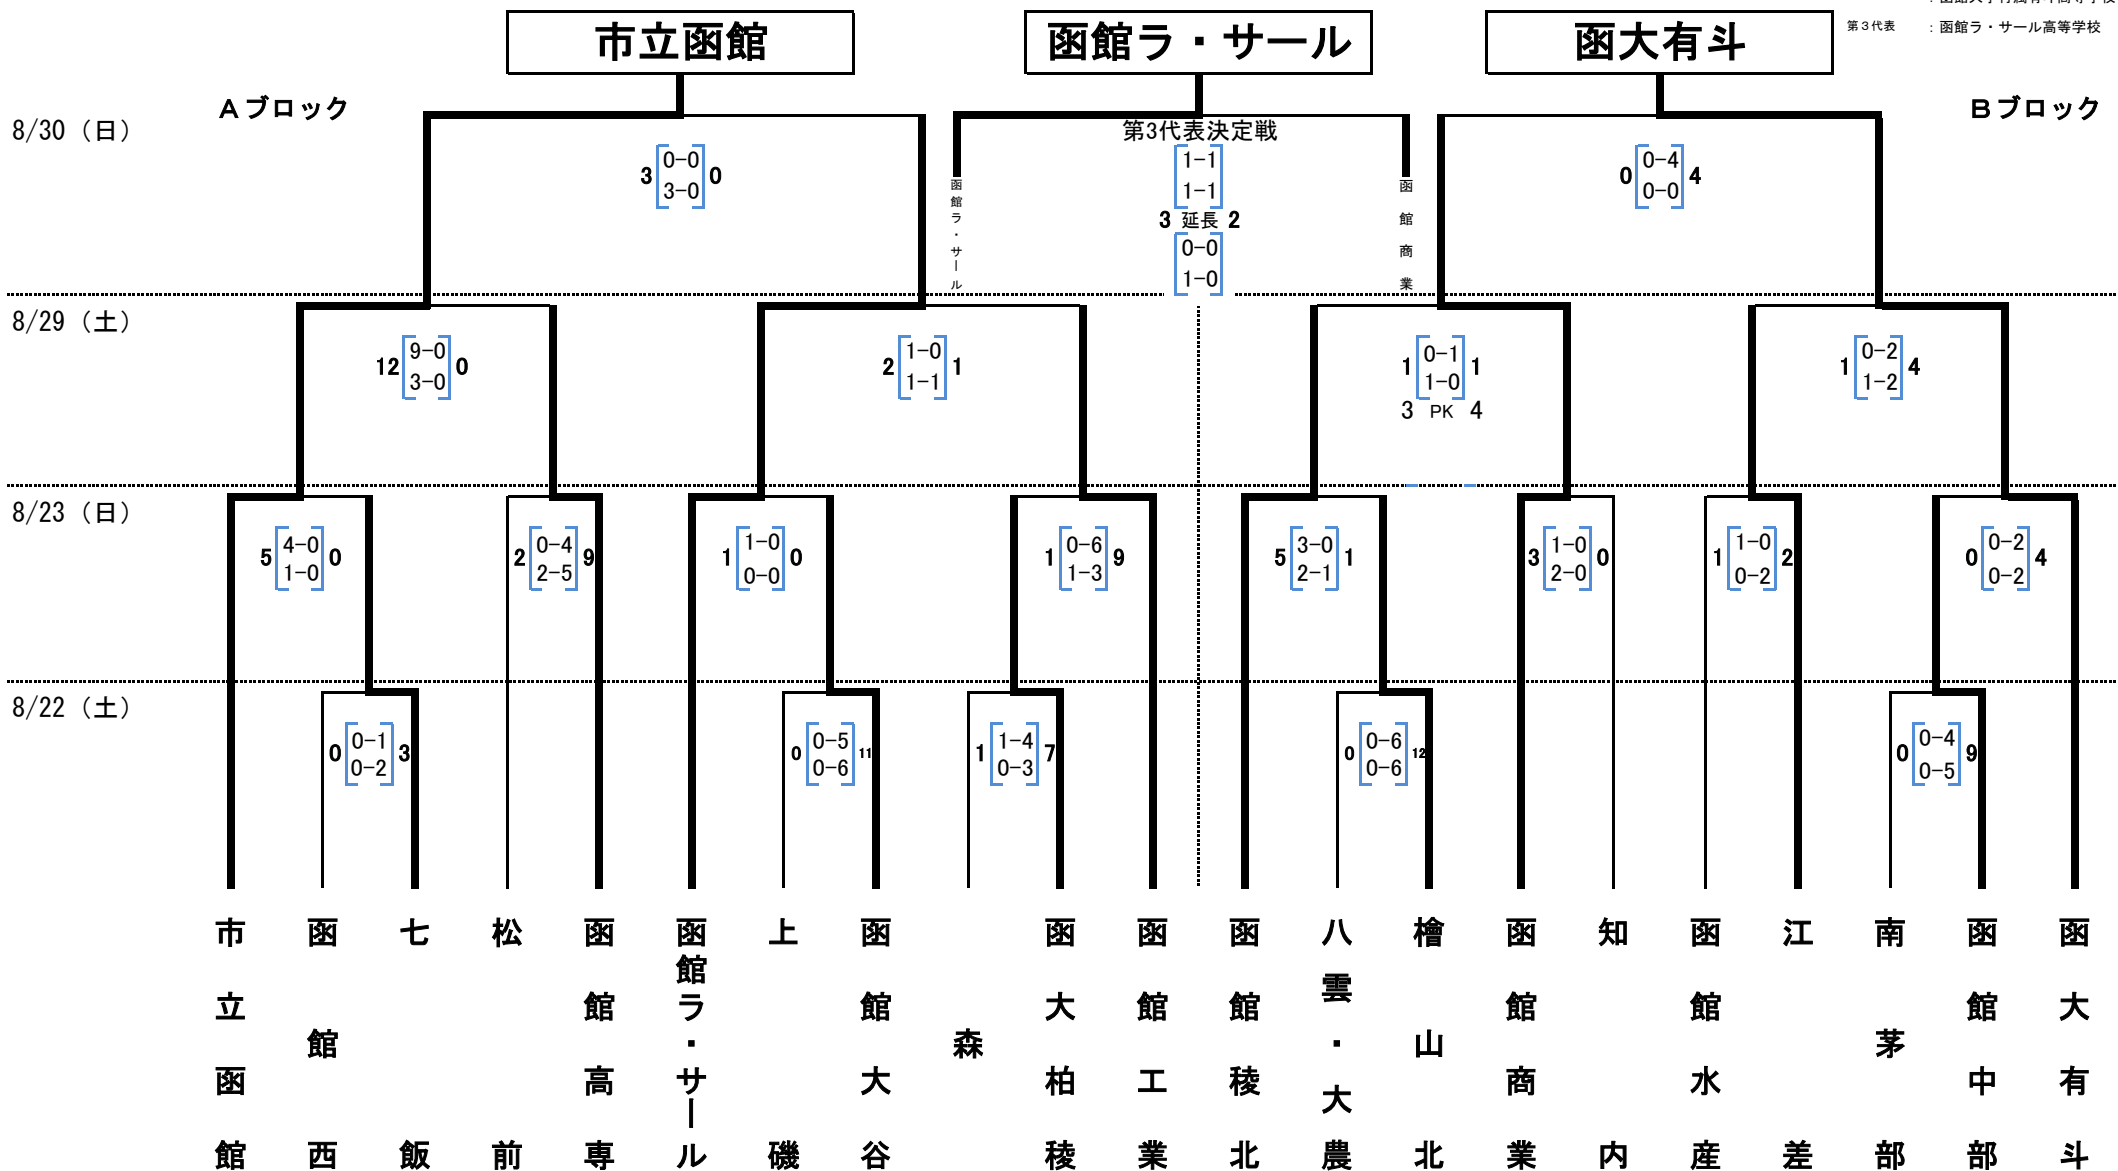 市立函館
函館ラ・サール
函大有斗
第3代表
：函館ラ・サール高等学校
Aブロック
Bブロック
8/30（日）
第3代表決定戦
3 0-0 0
3-0
函館ラ・サール
1-1
1-1
3 延長 2
0-0
1-0
函館商業
0 0-4 4
0-0
8/29（土）
12 9-0 0
3-0
2 1-0 1
1-1
1 0-1 1
1-0
3 PK 4
1 0-2 4
1-2
8/23（日）
5 4-0 0
1-0
2 0-4 9
2-5
1 1-0 0
0-0
1 0-6 9
1-3
5 3-0 1
2-1
3 1-0 0
2-0
1 1-0 2
0-2
0 0-2 4
0-2
8/22（土）
0 0-1 3
0-2
0 0-5 11
0-6
1 1-4 7
0-3
0 0-6 12
0-6
0 0-4 9
0-5
市立函館
函館西
七飯
松前
函館高専
函館ラ・サール
上磯
函館大谷
森
函大柏稜
函館工業
函館稜北
八雲・大農
檜山北
函館商業
知内
函館水産
江差
南茅部
函館中部
函大有斗